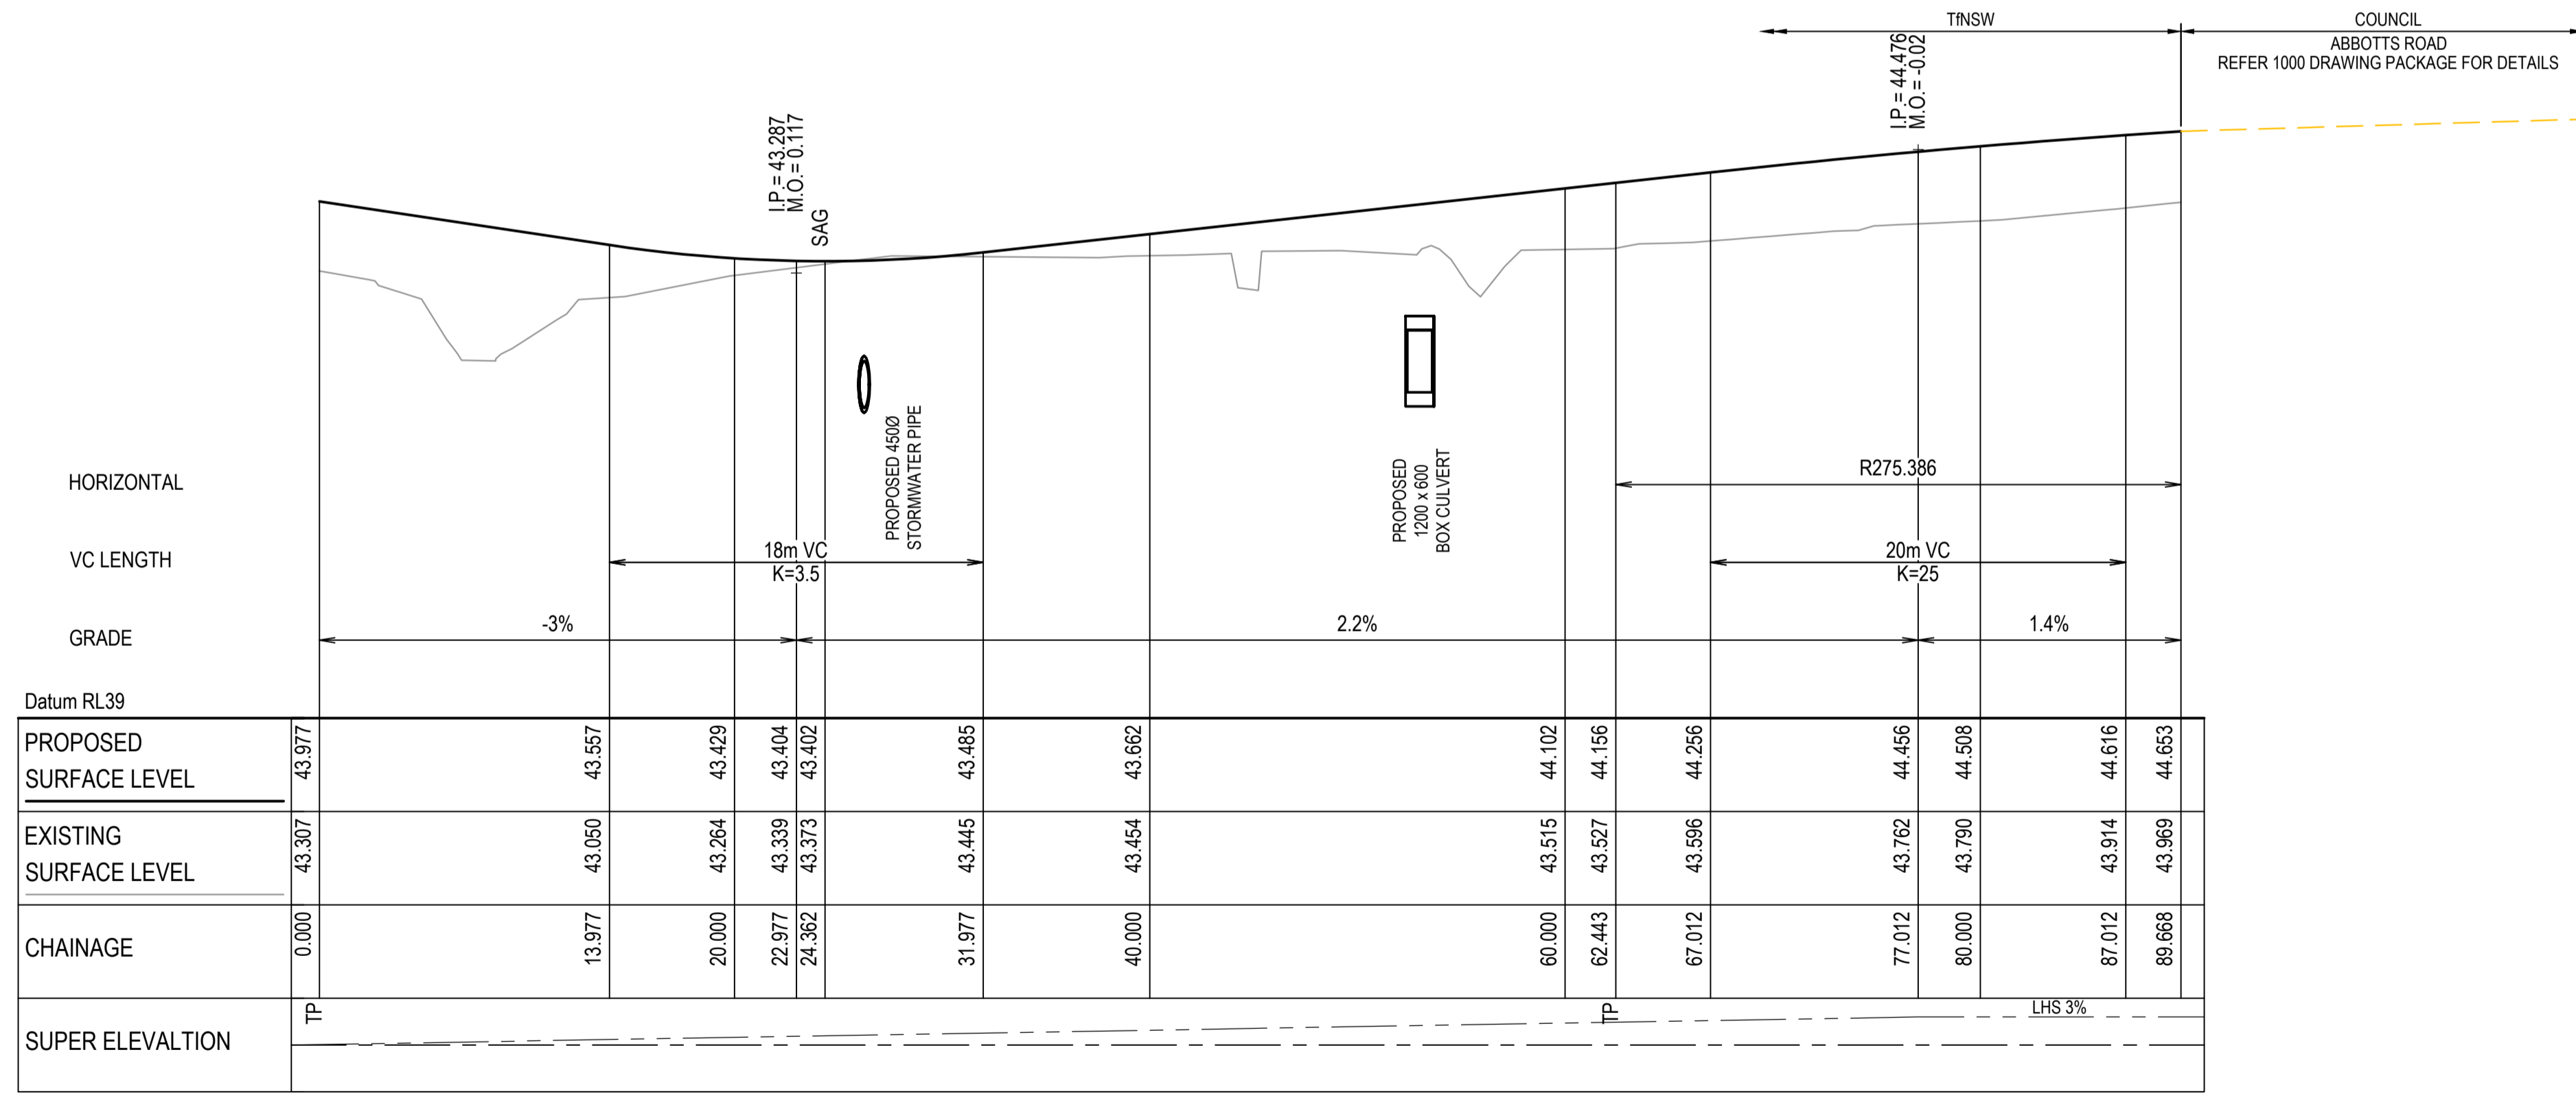 TfNSW
COUNCIL
ABBOTTS ROAD
REFER 1000 DRAWING PACKAGE FOR DETAILS
I.P.= 44.476
M.O.= -0.02
I.P.= 43.287
M.O.= 0.117
SAG
PROPOSED 450Ø
STORMWATER PIPE
PROPOSED
1200 x 600
BOX CULVERT
HORIZONTAL
R275.386
VC LENGTH
18m VC
K=3.5
20m VC
K=25
GRADE
-3%
2.2%
1.4%
Datum RL39
PROPOSED
SURFACE LEVEL
43.977
43.557
43.429
43.404
43.402
43.485
43.662
44.102
44.156
44.256
44.456
44.508
44.616
44.653
EXISTING
SURFACE LEVEL
43.307
43.050
43.264
43.339
43.373
43.445
43.454
43.515
43.527
43.596
43.762
43.790
43.914
43.969
CHAINAGE
0.000
13.977
20.000
22.977
24.362
31.977
40.000
60.000
62.443
67.012
77.012
80.000
87.012
89.668
SUPER ELEVALTION
TP
TP
LHS 3%